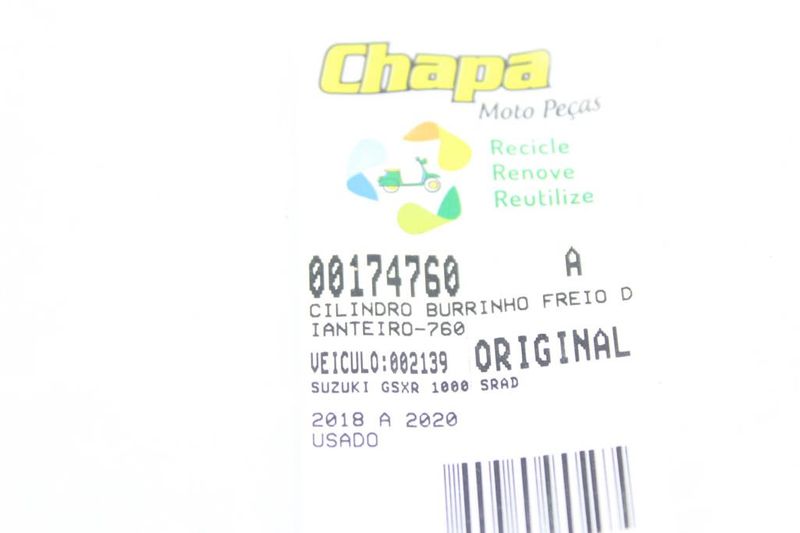 Chapa
Moto Peças
Recicle
Renove
Reutilize
00174760 A
CILINDRO BURRINHO FREIO D
IANTEIRO-760
VEICULO:002139 ORIGINAL
SUZUKI GSXR 1000 SRAD
2018 A 2020
USADO